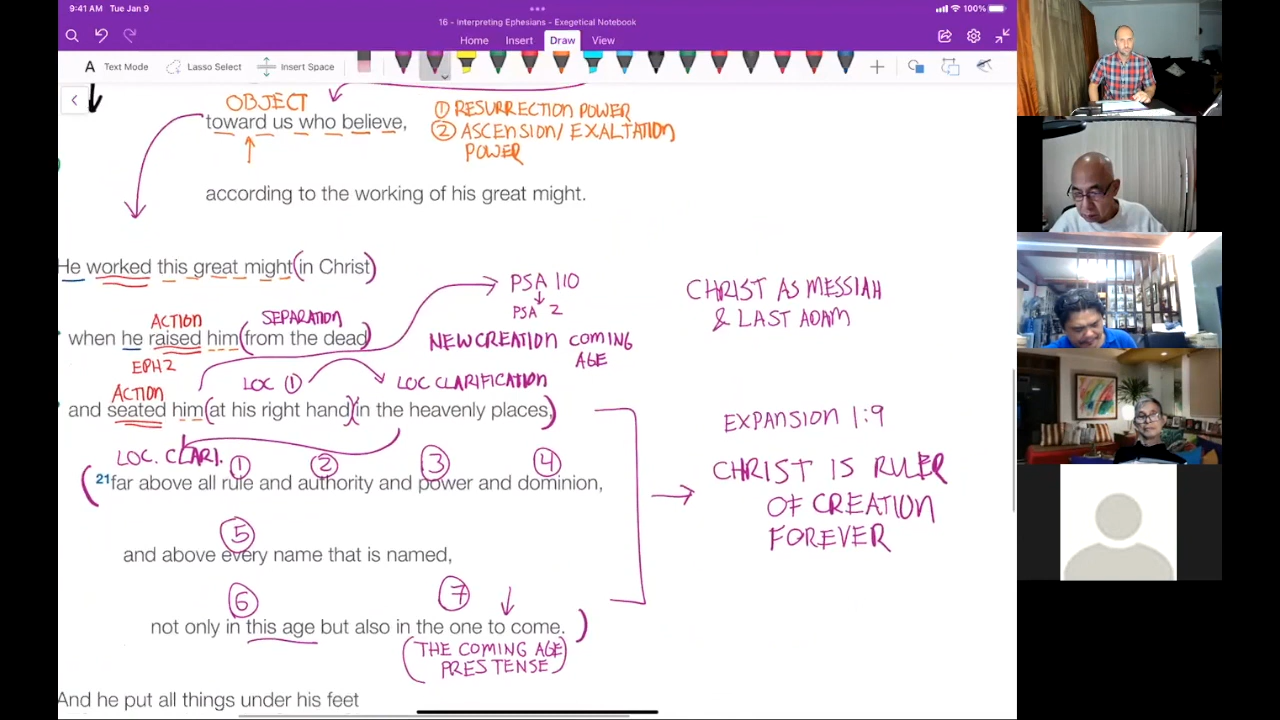 9:41 AM Tue Jan 9
100%
16 - Interpreting Ephesians - Exegetical Notebook
Home Insert Draw View
A Text Mode Lasso Select Insert Space
OBJECT
toward us who believe,
① RESURRECTION POWER
② ASCENSION/EXALTATION
POWER
according to the working of his great might.
He worked this great might (in Christ)
PSA 110
PSA 2
CHRIST AS MESSIAH
& LAST ADAM
ACTION SEPARATION
when he raised him (from the dead)
NEW CREATION COMING
AGE
EPH 2
ACTION
LOC ① LOC CLARIFICATION
and seated him (at his right hand)(in the heavenly places,)
EXPANSION 1:9
LOC. CLARI. ① ② ③ ④
(21 far above all rule and authority and power and dominion,
CHRIST IS RULER
OF CREATION
FOREVER
⑤
and above every name that is named,
⑥ ⑦
not only in this age but also in the one to come. )
(THE COMING AGE
PRES TENSE)
And he put all things under his feet